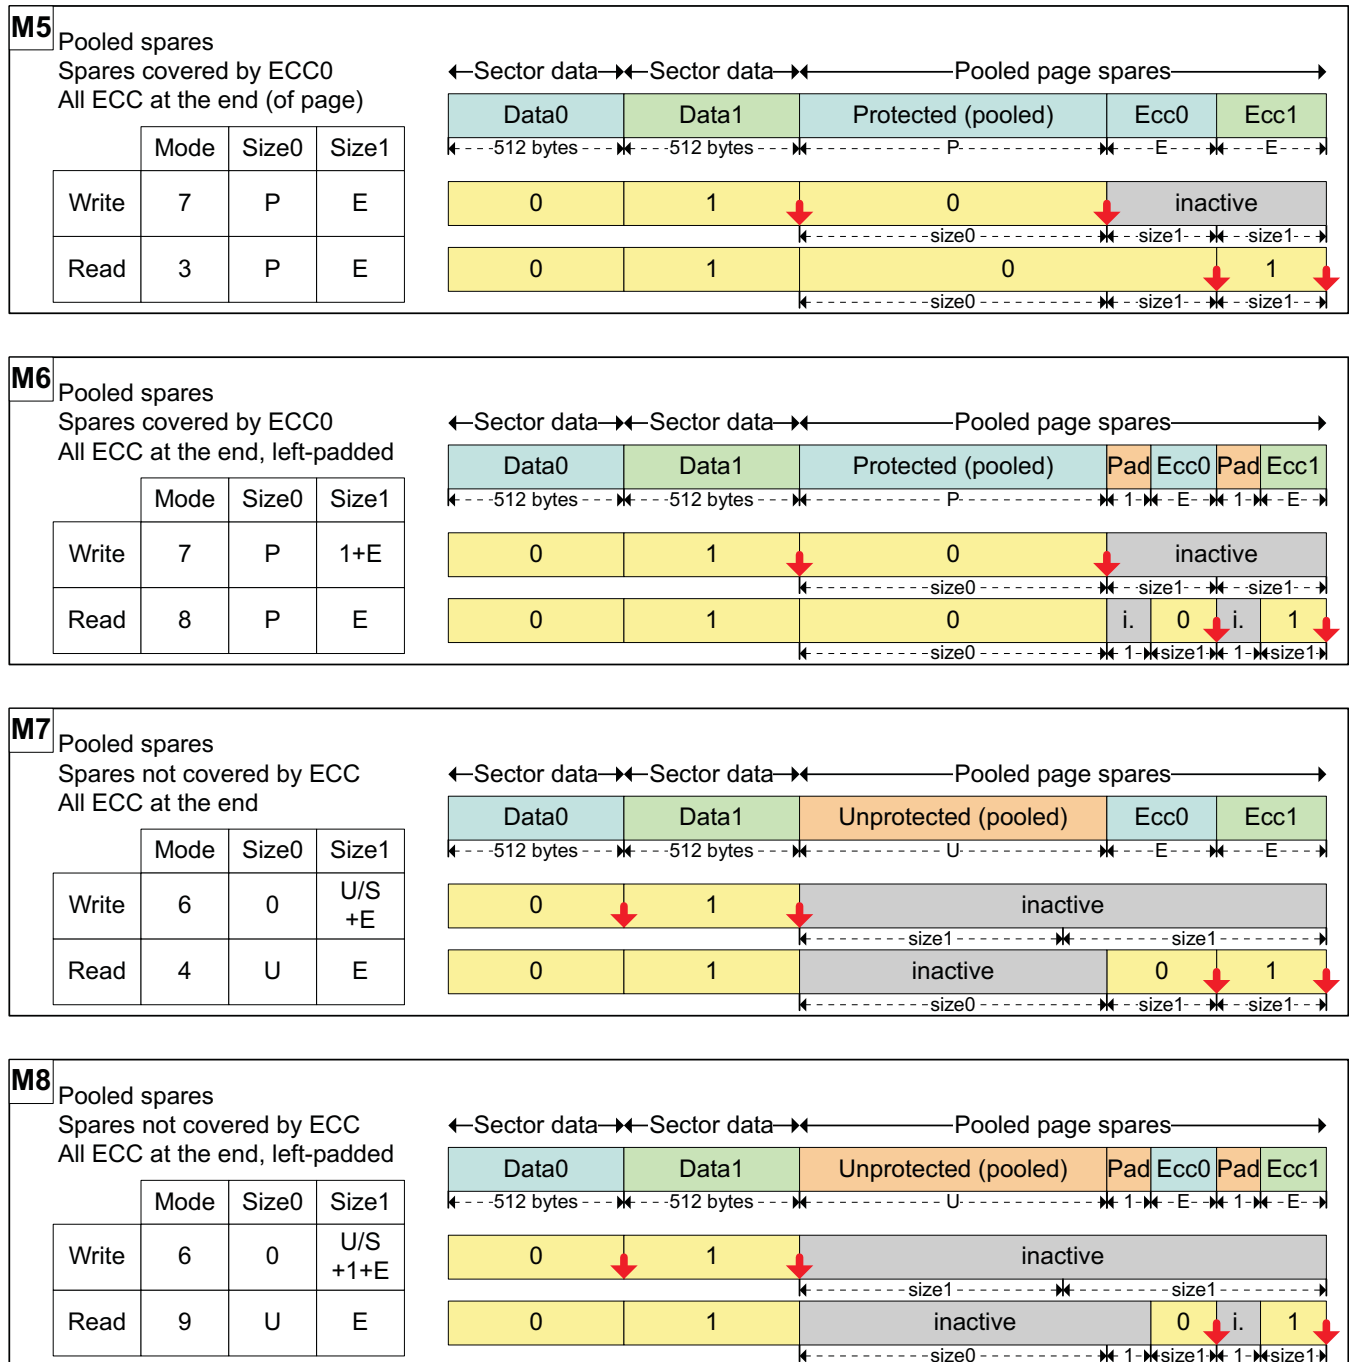 M5
Pooled spares
Spares covered by ECC0
All ECC at the end (of page)
Mode Size0 Size1
Write 7 P E
Read 3 P E
Sector data Sector data Pooled page spares
Data0 Data1 Protected (pooled) Ecc0 Ecc1
512 bytes 512 bytes P E E
0 1 0 inactive
size0 size1 size1
0 1 0 1
size0 size1 size1
M6
Pooled spares
Spares covered by ECC0
All ECC at the end, left-padded
Mode Size0 Size1
Write 7 P 1+E
Read 8 P E
Sector data Sector data Pooled page spares
Data0 Data1 Protected (pooled) Pad Ecc0 Pad Ecc1
512 bytes 512 bytes P 1 E 1 E
0 1 0 inactive
size0 size1 size1
0 1 0 i. 0 i. 1
size0 1 size1 1 size1
M7
Pooled spares
Spares not covered by ECC
All ECC at the end
Mode Size0 Size1
Write 6 0 U/S
+E
Read 4 U E
Sector data Sector data Pooled page spares
Data0 Data1 Unprotected (pooled) Ecc0 Ecc1
512 bytes 512 bytes U E E
0 1 inactive
size1 size1
0 1 inactive 0 1
size0 size1 size1
M8
Pooled spares
Spares not covered by ECC
All ECC at the end, left-padded
Mode Size0 Size1
Write 6 0 U/S
+1+E
Read 9 U E
Sector data Sector data Pooled page spares
Data0 Data1 Unprotected (pooled) Pad Ecc0 Pad Ecc1
512 bytes 512 bytes U 1 E 1 E
0 1 inactive
size1 size1
0 1 inactive 0 i. 1
size0 1 size1 1 size1